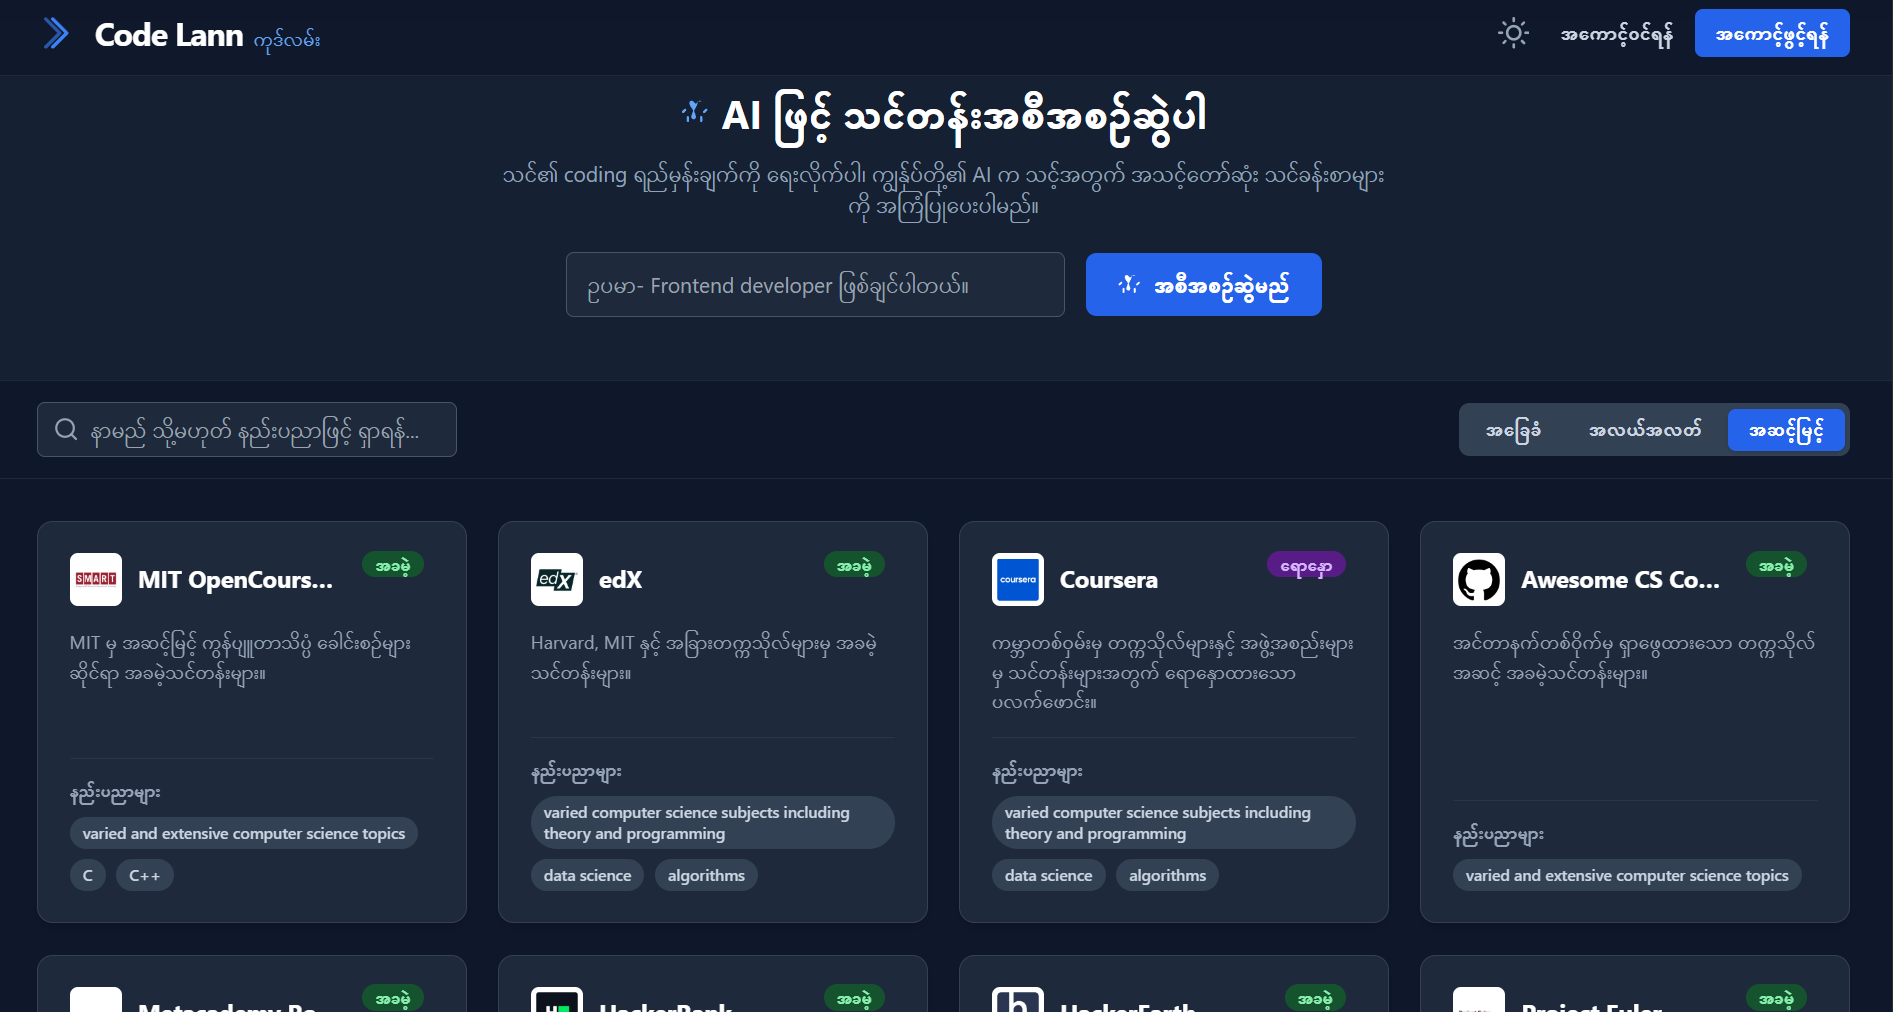 Code Lann ကုဒ်လမ်း
အကောင့်ဝင်ရန်
အကောင့်ဖွင့်ရန်
AI ဖြင့် သင်တန်းအစီအစဉ်ဆွဲပါ
သင်၏ coding ရည်မှန်းချက်ကို ရေးလိုက်ပါ၊ ကျွန်ုပ်တို့၏ AI က သင့်အတွက် အသင့်တော်ဆုံး သင်ခန်းစာများ
ကို အကြံပြုပေးပါမည်။
ဥပမာ- Frontend developer ဖြစ်ချင်ပါတယ်။
အစီအစဉ်ဆွဲမည်
နာမည် သို့မဟုတ် နည်းပညာဖြင့် ရှာရန်...
အခြေခံ
အလယ်အလတ်
အဆင့်မြင့်
SMART
MIT OpenCours...
အခမဲ့
MIT မှ အဆင့်မြင့် ကွန်ပျူတာသိပ္ပံ ခေါင်းစဉ်များ
ဆိုင်ရာ အခမဲ့သင်တန်းများ။
နည်းပညာများ
varied and extensive computer science topics
C
C++
edX
edX
အခမဲ့
Harvard, MIT နှင့် အခြားတက္ကသိုလ်များမှ အခမဲ့
သင်တန်းများ။
နည်းပညာများ
varied computer science subjects including
theory and programming
data science
algorithms
coursera
Coursera
ရောနှော
ကမ္ဘာတစ်ဝှမ်းမှ တက္ကသိုလ်များနှင့် အဖွဲ့အစည်းများ
မှ သင်တန်းများအတွက် ရောနှောထားသော
ပလက်ဖောင်း။
နည်းပညာများ
varied computer science subjects including
theory and programming
data science
algorithms
Awesome CS Co...
အခမဲ့
အင်တာနက်တစ်ဝိုက်မှ ရှာဖွေထားသော တက္ကသိုလ်
အဆင့် အခမဲ့သင်တန်းများ။
နည်းပညာများ
varied and extensive computer science topics
Metacademy Ro...
အခမဲ့
HackerRank
အခမဲ့
HackerEarth
အခမဲ့
Project Euler
အခမဲ့